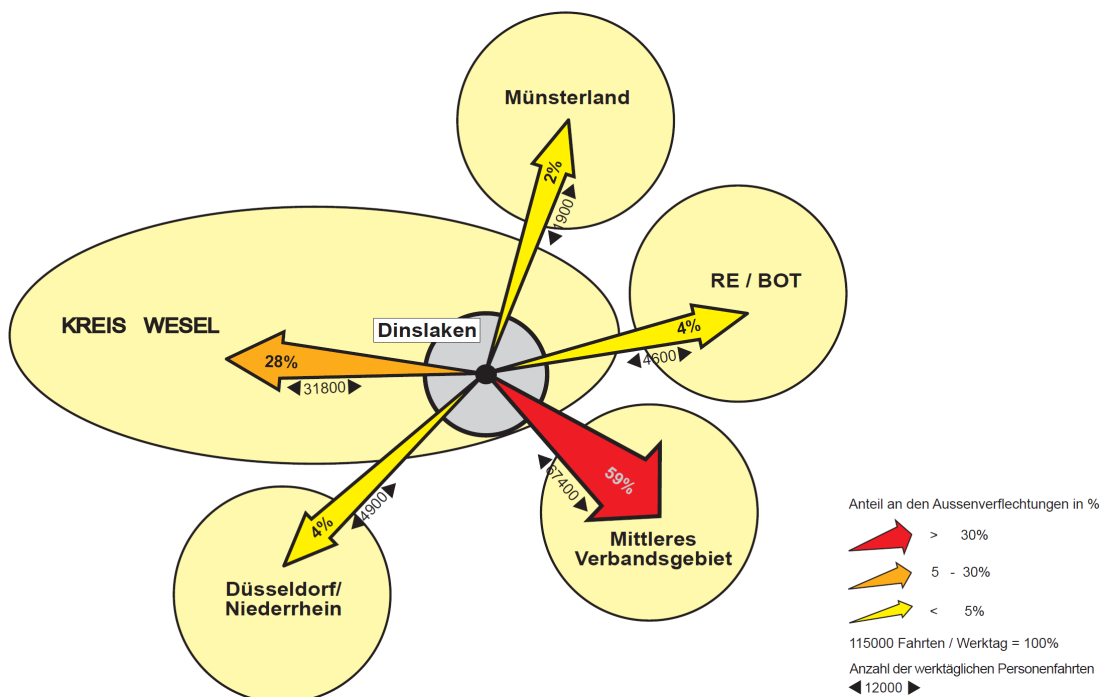 Münsterland
2%
1900
RE / BOT
4%
4600
KREIS WESEL
Dinslaken
28%
31800
59%
67400
Mittleres
Verbandsgebiet
4%
4900
Düsseldorf/
Niederrhein
Anteil an den Aussenverflechtungen in %
> 30%
5 - 30%
< 5%
115000 Fahrten / Werktag = 100%
Anzahl der werktäglichen Personenfahrten
12000